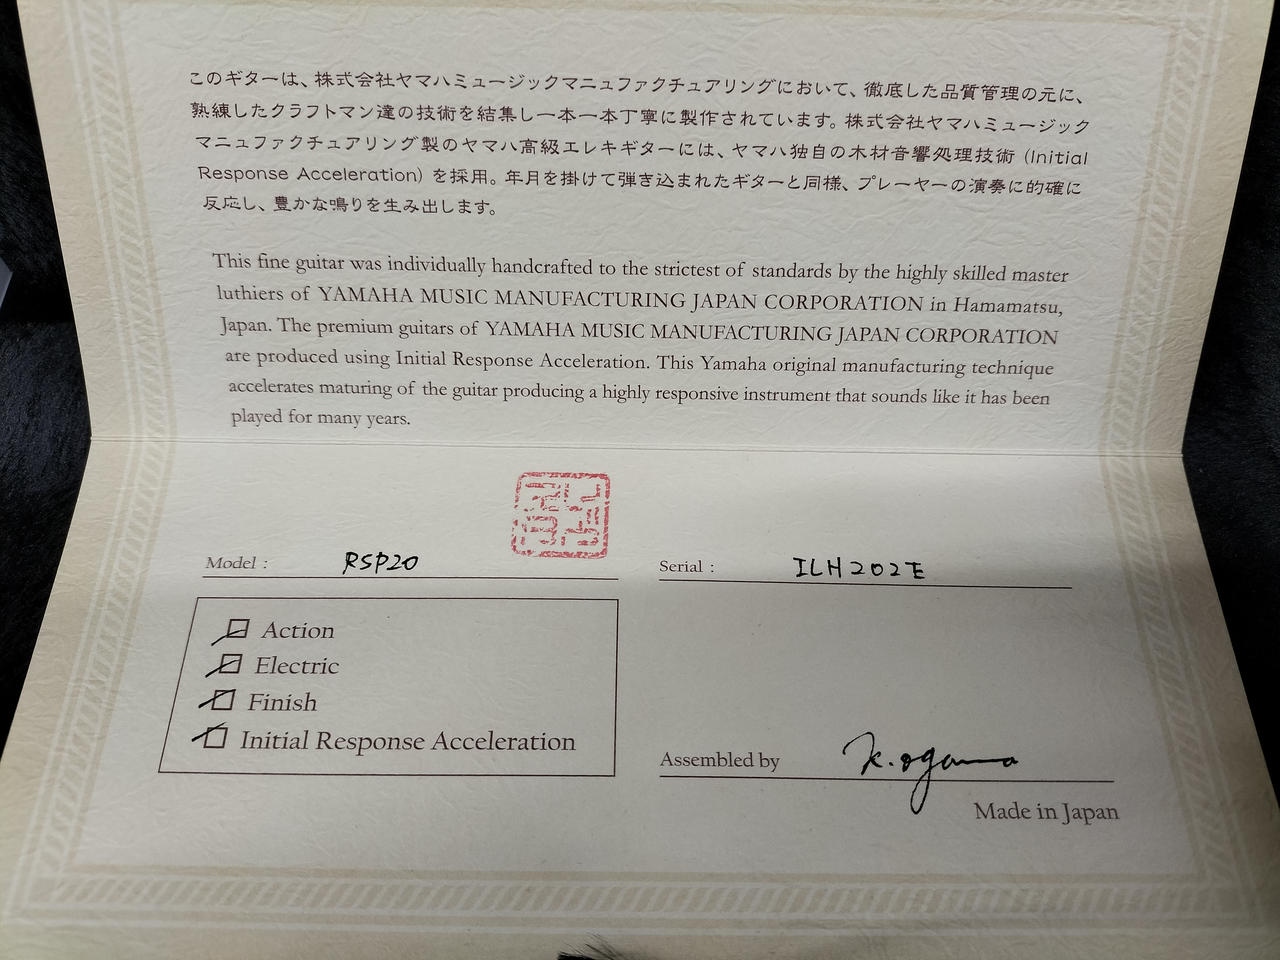 このギターは、株式会社ヤマハミュージックマニュファクチュアリングにおいて、徹底した品質管理の元に、
熟練したクラフトマン達の技術を結集し一本一本丁寧に製作されています。株式会社ヤマハミュージック
マニュファクチュアリング製のヤマハ高級エレキギターには、ヤマハ独自の木材音響処理技術 (Initial
Response Acceleration) を採用。年月を掛けて弾き込まれたギターと同様、プレーヤーの演奏に的確に
反応し、豊かな鳴りを生み出します。
This fine guitar was individually handcrafted to the strictest of standards by the highly skilled master
luthiers of YAMAHA MUSIC MANUFACTURING JAPAN CORPORATION in Hamamatsu,
Japan. The premium guitars of YAMAHA MUSIC MANUFACTURING JAPAN CORPORATION
are produced using Initial Response Acceleration. This Yamaha original manufacturing technique
accelerates maturing of the guitar producing a highly responsive instrument that sounds like it has been
played for many years.
Model : RSP20
Serial : ILH202E
Action
Electric
Finish
Initial Response Acceleration
Assembled by K.ogawa
Made in Japan